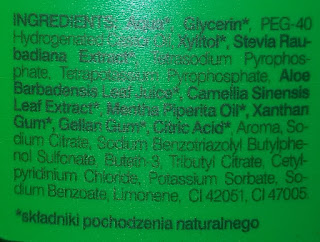 INGREDIENTS: Aqua*, Glycerin*, PEG-40
Hydrogenated Castor Oil, Xylitol*, Stevia Rau-
badiana Extract*, Tetrasodium Pyrophos-
phate, Tetrapotassium Pyrophosphate, Aloe
Barbadensis Leaf Juice*, Camellia Sinensis
Leaf Extract*, Mentha Piperita Oil*, Xanthan
Gum*, Gellan Gum*, Citric Acid*, Aroma, So-
dium Citrate, Sodium Benzotriazolyl Butylphe-
nol Sulfonate, Buteth-3, Tributyl Citrate, Cetyl-
pyridinium Chloride, Potassium Sorbate, So-
dium Benzoate, Limonene, CI 42051, CI 47005.
*składniki pochodzenia naturalnego